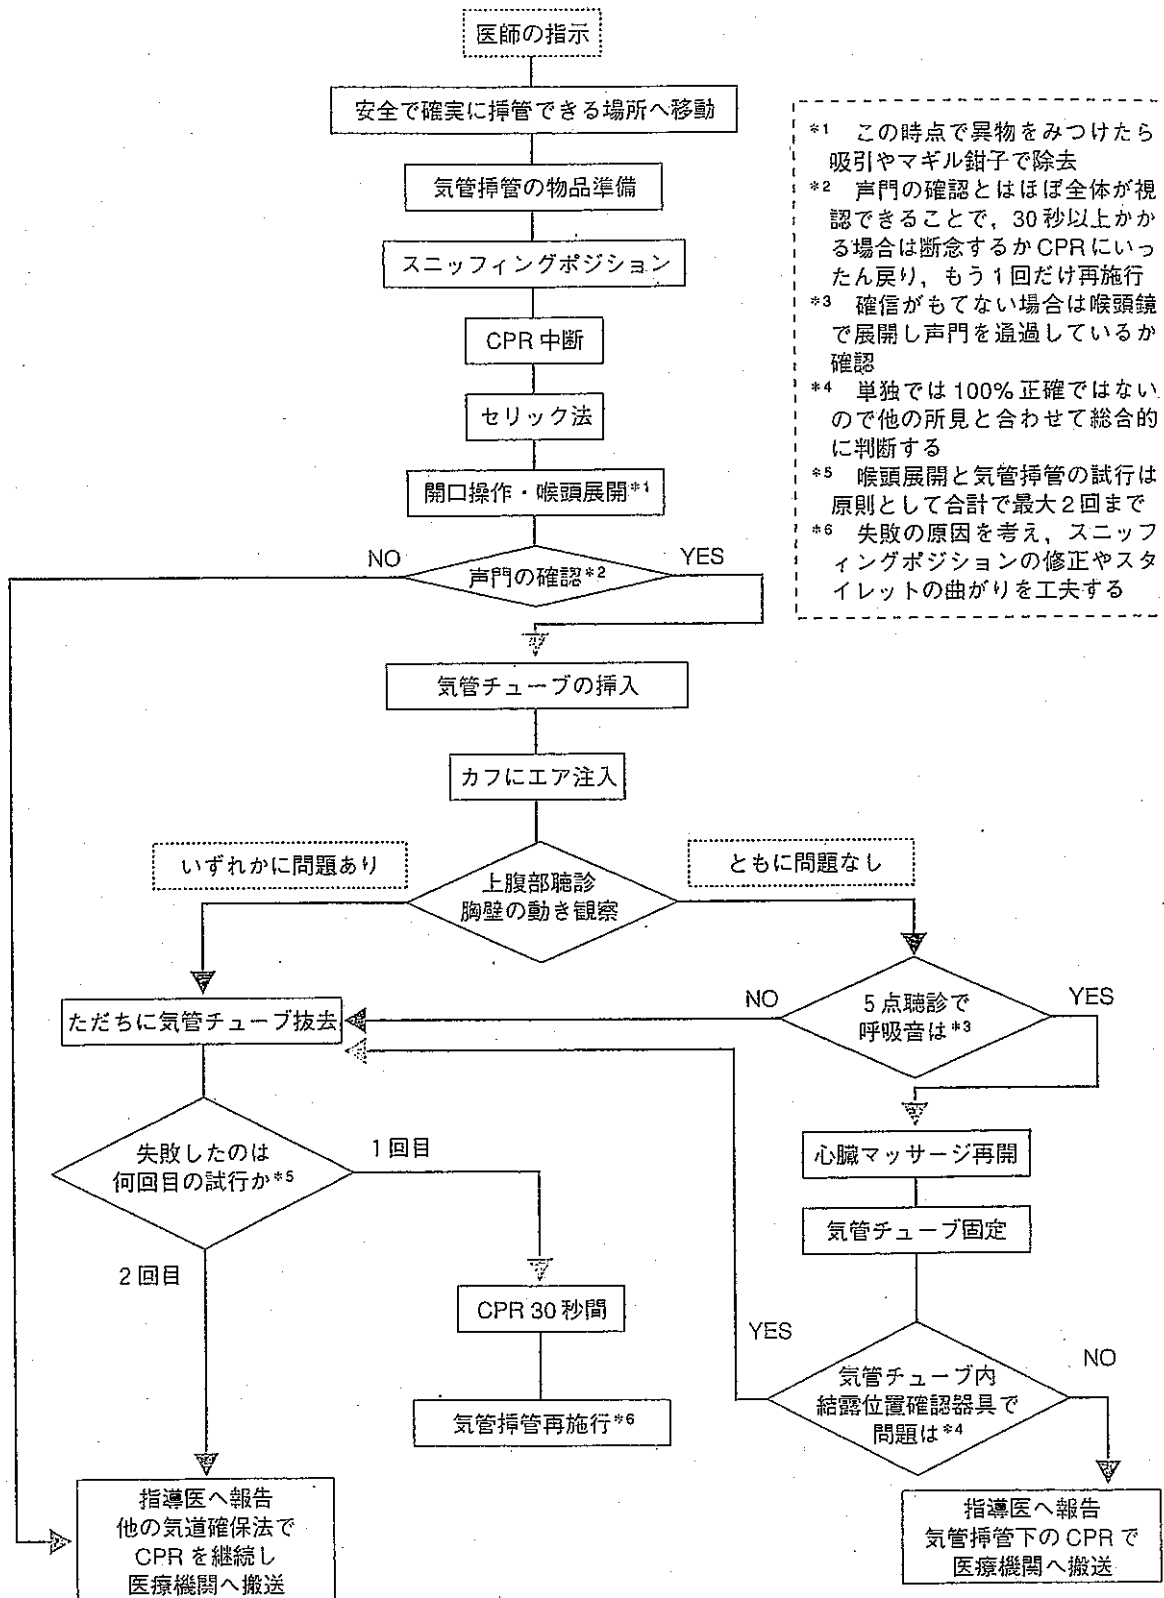 医師の指示
安全で確実に挿管できる場所へ移動
気管挿管の物品準備
スニッフィングポジション
CPR 中断
セリック法
開口操作・喉頭展開*1
NO
声門の確認*2
YES
*1 この時点で異物をみつけたら
吸引やマギル鉗子で除去
*2 声門の確認とはほぼ全体が視
認できることで，30 秒以上かか
る場合は断念するか CPR にいっ
たん戻り，もう 1 回だけ再施行
*3 確信がもてない場合は喉頭鏡
で展開し声門を通過しているか
確認
*4 単独では 100% 正確ではない
ので他の所見と合わせて総合的
に判断する
*5 喉頭展開と気管挿管の試行は
原則として合計で最大 2 回まで
*6 失敗の原因を考え，スニッフ
ィングポジションの修正やスタ
イレットの曲がりを工夫する
気管チューブの挿入
カフにエア注入
いずれかに問題あり
上腹部聴診
胸壁の動き観察
ともに問題なし
ただちに気管チューブ抜去
NO
5 点聴診で
呼吸音は*3
YES
失敗したのは
何回目の試行か*5
1 回目
2 回目
心臓マッサージ再開
気管チューブ固定
CPR 30 秒間
気管挿管再施行*6
YES
気管チューブ内
結露位置確認器具で
問題は*4
NO
指導医へ報告
他の気道確保法で
CPR を継続し
医療機関へ搬送
指導医へ報告
気管挿管下の CPR で
医療機関へ搬送